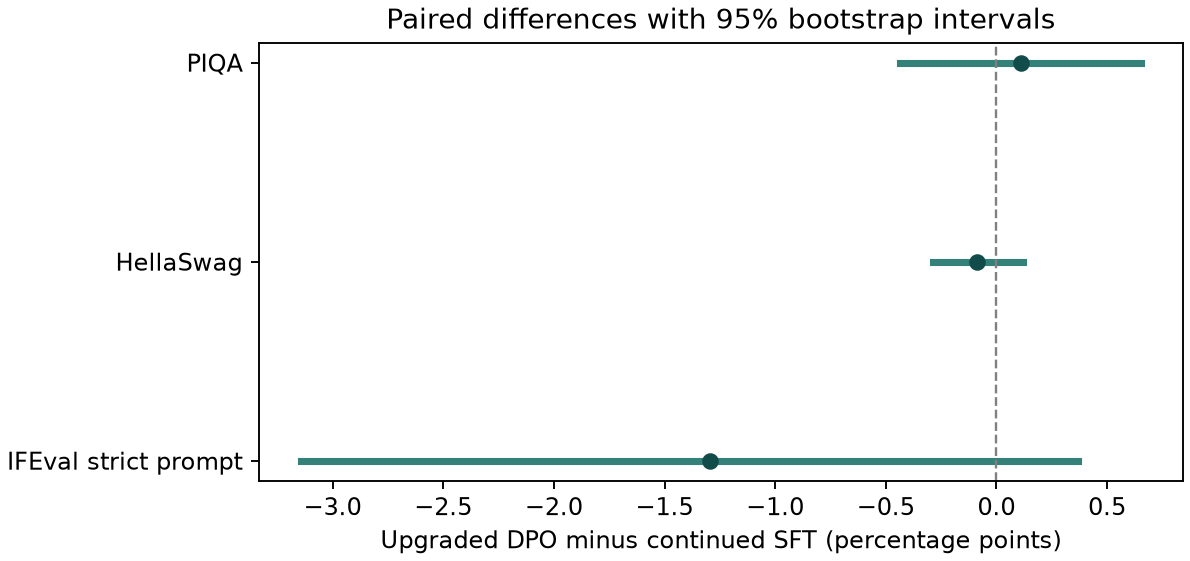 Paired differences with 95% bootstrap intervals
PIQA
HellaSwag
IFEval strict prompt
−3.0 −2.5 −2.0 −1.5 −1.0 −0.5 0.0 0.5
Upgraded DPO minus continued SFT (percentage points)